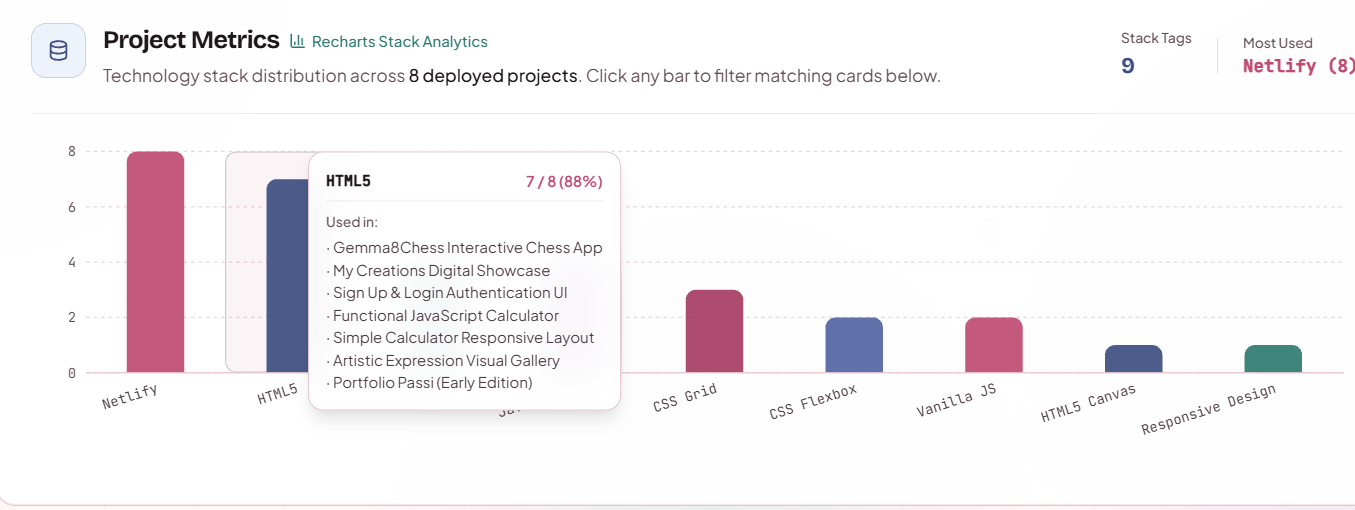 Project Metrics Recharts Stack Analytics
Technology stack distribution across 8 deployed projects. Click any bar to filter matching cards below.
Stack Tags
9
Most Used
Netlify (8)
8
6
4
2
0
HTML5 7 / 8 (88%)
Used in:
· Gemma8Chess Interactive Chess App
· My Creations Digital Showcase
· Sign Up & Login Authentication UI
· Functional JavaScript Calculator
· Simple Calculator Responsive Layout
· Artistic Expression Visual Gallery
· Portfolio Passi (Early Edition)
Netlify
HTML5
CSS Grid
CSS Flexbox
Vanilla JS
HTML5 Canvas
Responsive Design